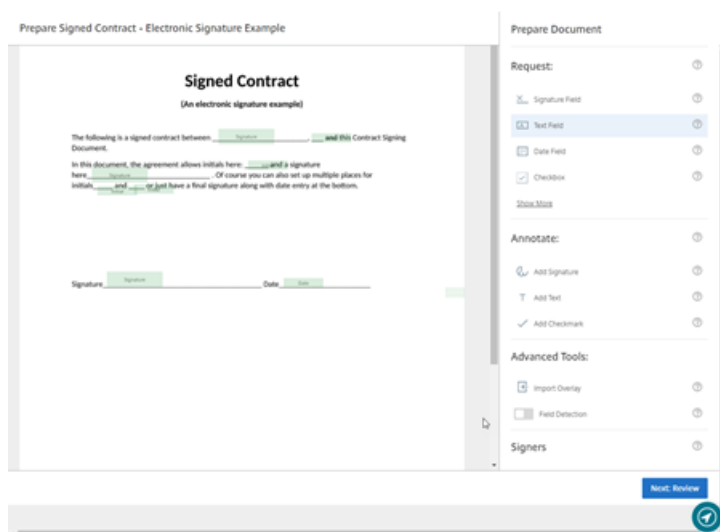 Prepare Signed Contract - Electronic Signature Example
Signed Contract
(An electronic signature example)
The following is a signed contract between Signature , and this Contract Signing
Document.
In this document, the agreement allows initials here: and a signature
here Signature . Of course you can also set up multiple places for
initials and or just have a final signature along with date entry at the bottom.
Signature Signature Date Date
Prepare Document
Request:
Signature Field
Text Field
Date Field
Checkbox
Show More
Annotate:
Add Signature
Add Text
Add Checkmark
Advanced Tools:
Import Overlay
Field Detection
Signers
Next: Review